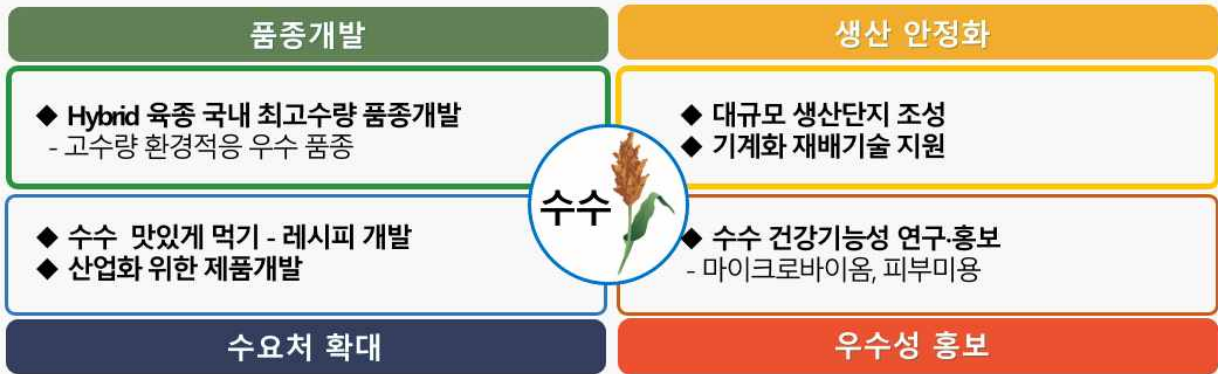 품종개발
◆ Hybrid 육종 국내 최고수량 품종개발
- 고수량 환경적응 우수 품종
생산 안정화
◆ 대규모 생산단지 조성
◆ 기계화 재배기술 지원
수수
◆ 수수 맛있게 먹기 - 레시피 개발
◆ 산업화 위한 제품개발
수요처 확대
◆ 수수 건강기능성 연구·홍보
- 마이크로바이옴, 피부미용
우수성 홍보